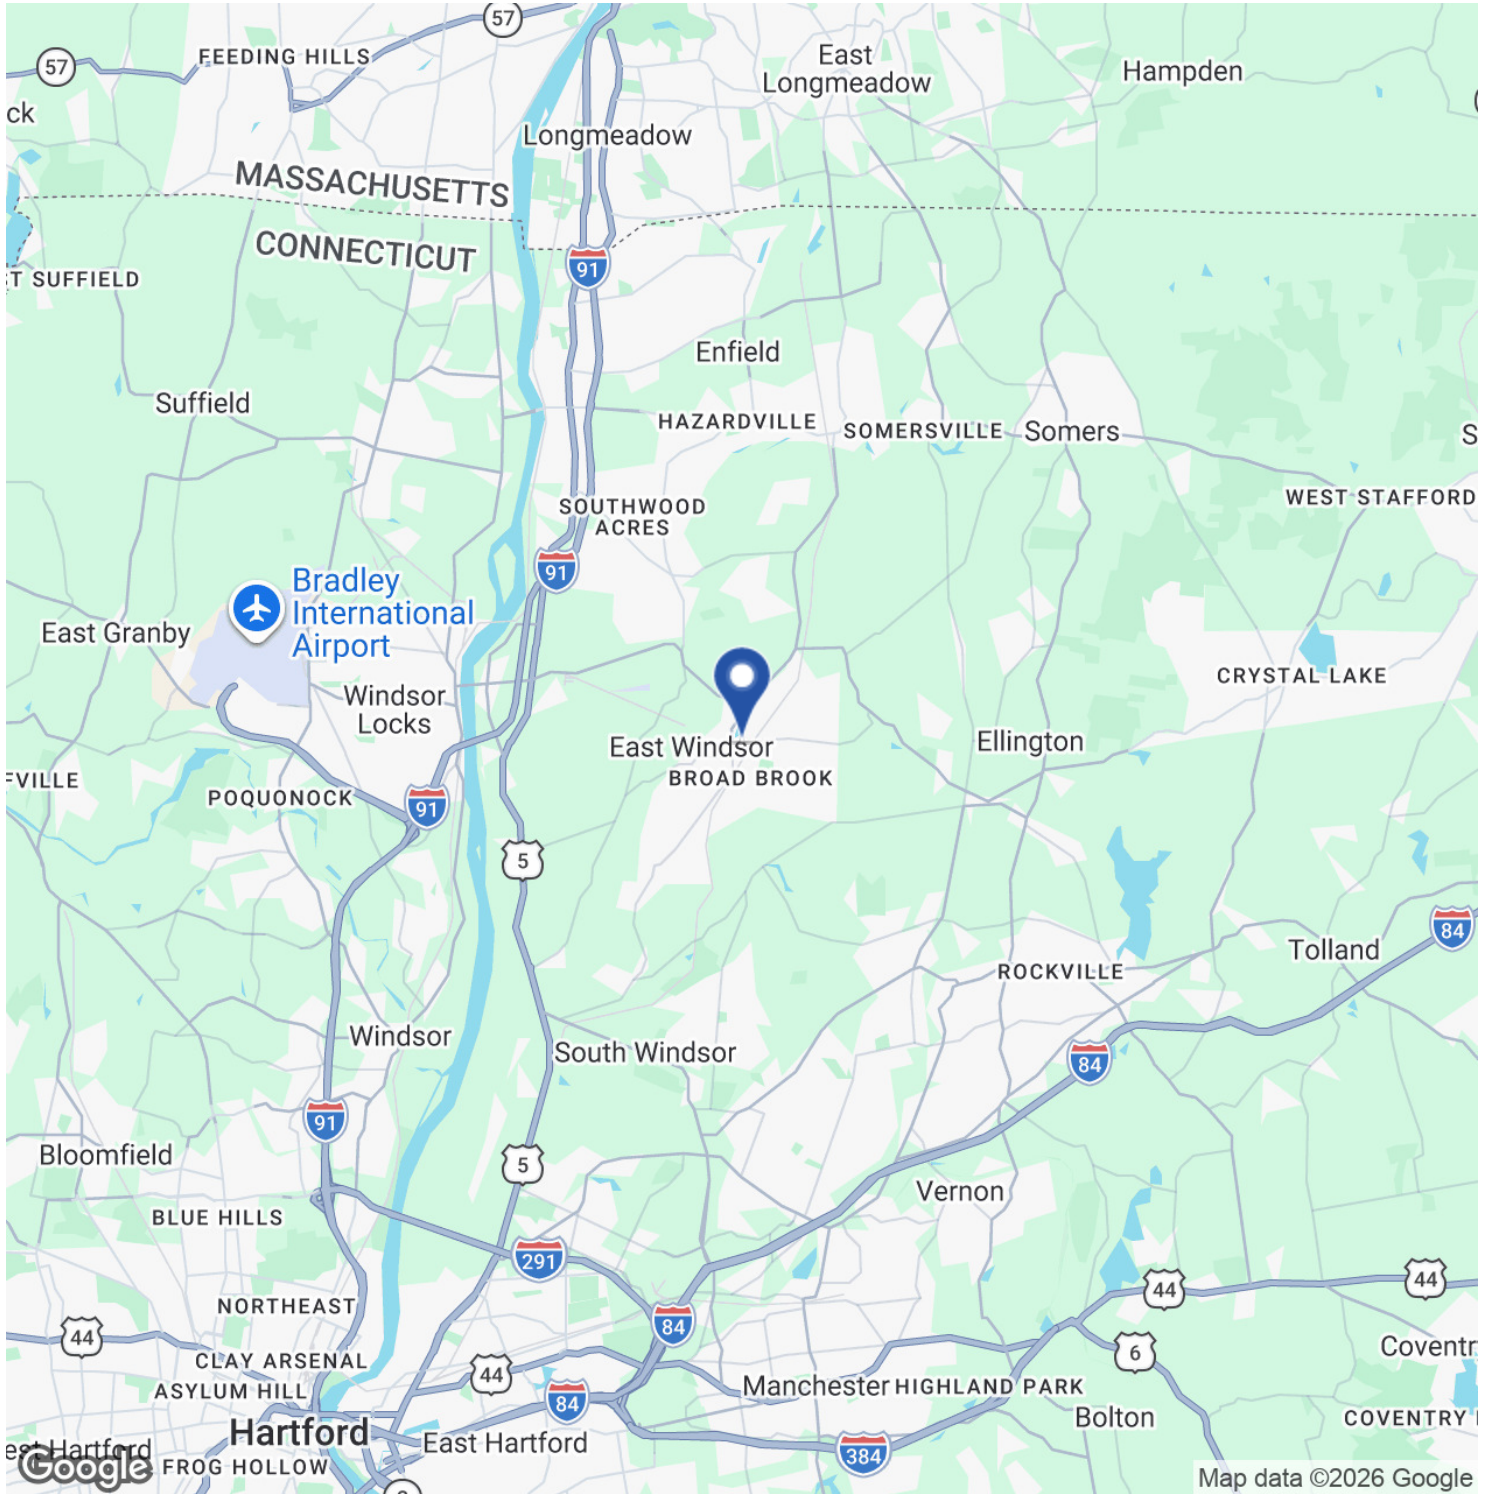 57
57
FEEDING HILLS
East
Longmeadow
Hampden
ck
Longmeadow
MASSACHUSETTS
CONNECTICUT
91
T SUFFIELD
Enfield
Suffield
HAZARDVILLE
SOMERSVILLE
Somers
S
WEST STAFFORD
SOUTHWOOD
ACRES
91
Bradley
International
Airport
East Granby
CRYSTAL LAKE
Windsor
Locks
East Windsor
Ellington
BROAD BROOK
FVILLE
POQUONOCK
91
5
84
Tolland
ROCKVILLE
Windsor
South Windsor
84
91
Bloomfield
5
Vernon
BLUE HILLS
291
44
44
NORTHEAST
84
44
6
Coventr
CLAY ARSENAL
44
ASYLUM HILL
Manchester
HIGHLAND PARK
84
Bolton
COVENTRY
Hartford
East Hartford
est Hartford
384
FROG HOLLOW
Google
Map data ©2026 Google